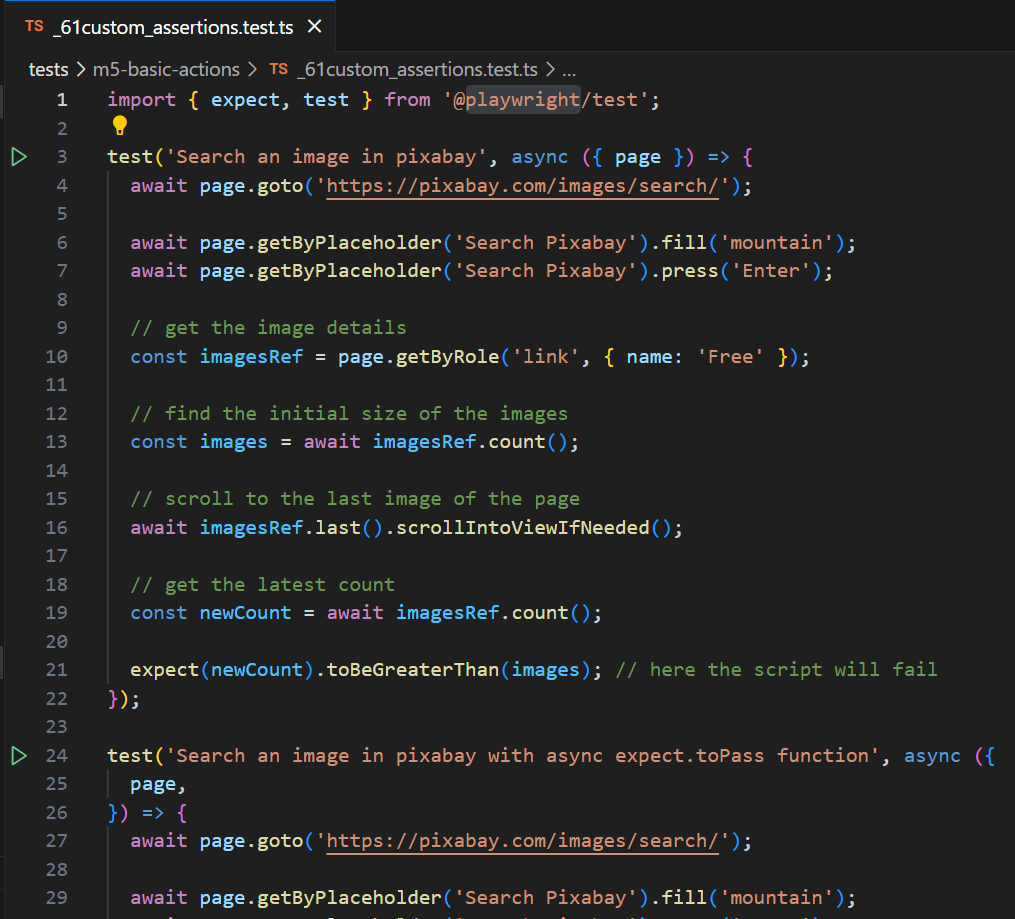 TS _61custom_assertions.test.ts ×
tests > m5-basic-actions > TS _61custom_assertions.test.ts > ...
1 import { expect, test } from '@playwright/test';
2
3 test('Search an image in pixabay', async ({ page }) => {
4 await page.goto('https://pixabay.com/images/search/');
5
6 await page.getByPlaceholder('Search Pixabay').fill('mountain');
7 await page.getByPlaceholder('Search Pixabay').press('Enter');
8
9 // get the image details
10 const imagesRef = page.getByRole('link', { name: 'Free' });
11
12 // find the initial size of the images
13 const images = await imagesRef.count();
14
15 // scroll to the last image of the page
16 await imagesRef.last().scrollIntoViewIfNeeded();
17
18 // get the latest count
19 const newCount = await imagesRef.count();
20
21 expect(newCount).toBeGreaterThan(images); // here the script will fail
22 });
23
24 test('Search an image in pixabay with async expect.toPass function', async ({
25 page,
26 }) => {
27 await page.goto('https://pixabay.com/images/search/');
28
29 await page.getByPlaceholder('Search Pixabay').fill('mountain');